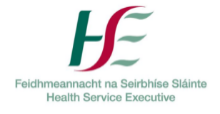 HSE
Feidhmeannacht na Seirbhíse Sláinte
Health Service Executive